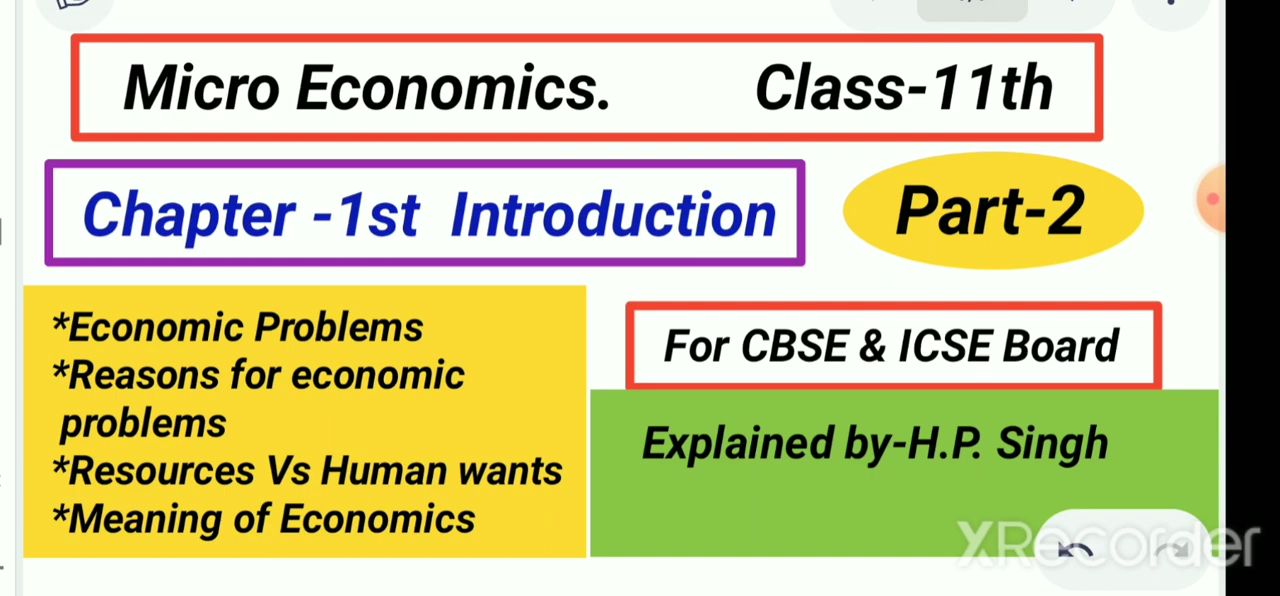 Micro Economics. Class-11th
Chapter -1st Introduction
Part-2
*Economic Problems
*Reasons for economic
problems
*Resources Vs Human wants
*Meaning of Economics
For CBSE & ICSE Board
Explained by-H.P. Singh
XRecorder